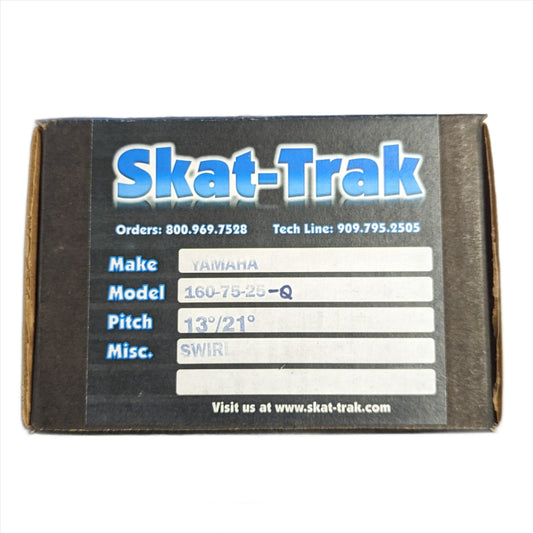 Skat-Trak
Orders: 800.969.7528 Tech Line: 909.795.2505
Make YAMAHA
Model 160-75-25-Q
Pitch 13°/21°
Misc. SWIRL
Visit us at www.skat-trak.com